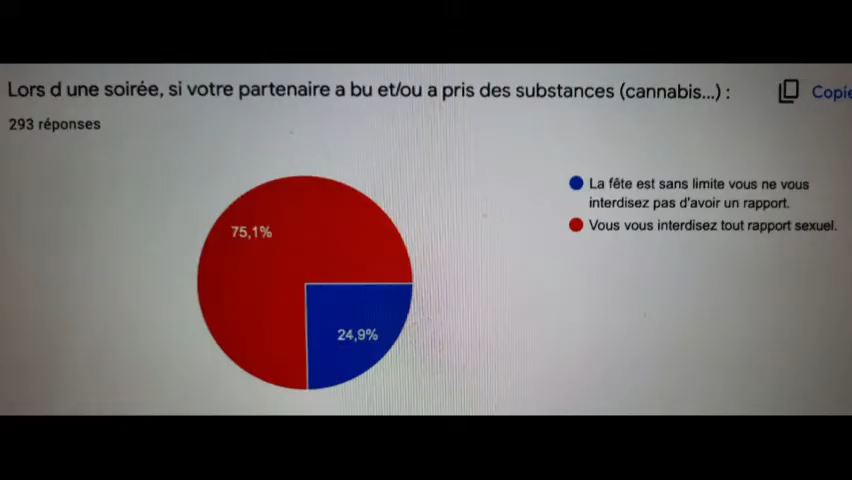 Lors d une soirée, si votre partenaire a bu et/ou a pris des substances (cannabis...) :
Copie
293 réponses
La fête est sans limite vous ne vous
interdisez pas d'avoir un rapport.
Vous vous interdisez tout rapport sexuel.
75,1%
24,9%